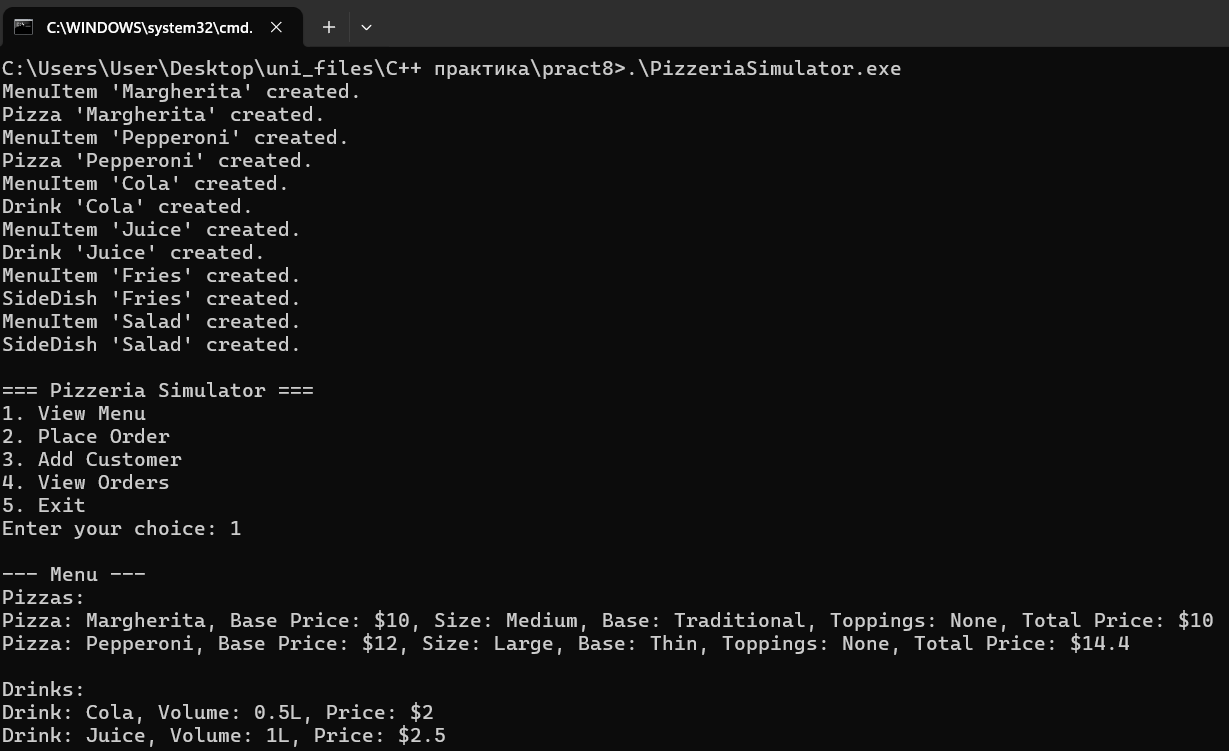 C:\WINDOWS\system32\cmd.
C:\Users\User\Desktop\uni_files\C++ практика\pract8>.\PizzeriaSimulator.exe
MenuItem 'Margherita' created.
Pizza 'Margherita' created.
MenuItem 'Pepperoni' created.
Pizza 'Pepperoni' created.
MenuItem 'Cola' created.
Drink 'Cola' created.
MenuItem 'Juice' created.
Drink 'Juice' created.
MenuItem 'Fries' created.
SideDish 'Fries' created.
MenuItem 'Salad' created.
SideDish 'Salad' created.
=== Pizzeria Simulator ===
1. View Menu
2. Place Order
3. Add Customer
4. View Orders
5. Exit
Enter your choice: 1
--- Menu ---
Pizzas:
Pizza: Margherita, Base Price: $10, Size: Medium, Base: Traditional, Toppings: None, Total Price: $10
Pizza: Pepperoni, Base Price: $12, Size: Large, Base: Thin, Toppings: None, Total Price: $14.4
Drinks:
Drink: Cola, Volume: 0.5L, Price: $2
Drink: Juice, Volume: 1L, Price: $2.5